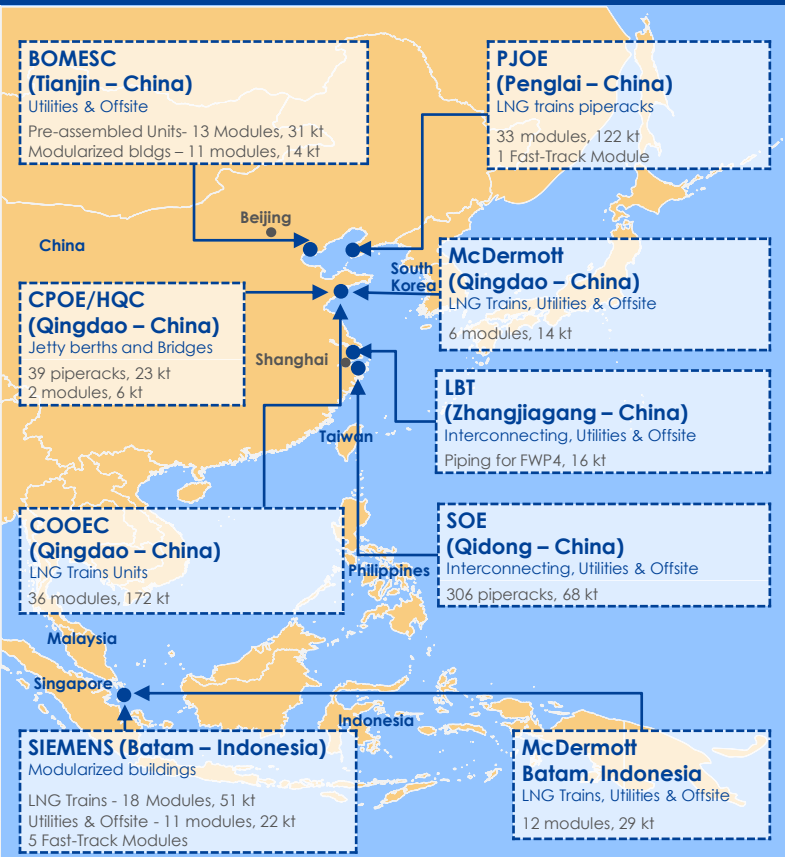 BOMESC
(Tianjin – China)
Utilities & Offsite
Pre-assembled Units- 13 Modules, 31 kt
Modularized bldgs – 11 modules, 14 kt
PJOE
(Penglai – China)
LNG trains piperacks
33 modules, 122 kt
1 Fast-Track Module
Beijing
China
South
Korea
McDermott
(Qingdao – China)
LNG Trains, Utilities & Offsite
6 modules, 14 kt
CPOE/HQC
(Qingdao – China)
Jetty berths and Bridges
39 piperacks, 23 kt
2 modules, 6 kt
Shanghai
LBT
(Zhangjiagang – China)
Interconnecting, Utilities & Offsite
Piping for FWP4, 16 kt
Taiwan
COOEC
(Qingdao – China)
LNG Trains Units
36 modules, 172 kt
SOE
(Qidong – China)
Interconnecting, Utilities & Offsite
306 piperacks, 68 kt
Philippines
Malaysia
Singapore
Indonesia
SIEMENS (Batam – Indonesia)
Modularized buildings
LNG Trains - 18 Modules, 51 kt
Utilities & Offsite - 11 modules, 22 kt
5 Fast-Track Modules
McDermott
Batam, Indonesia
LNG Trains, Utilities & Offsite
12 modules, 29 kt